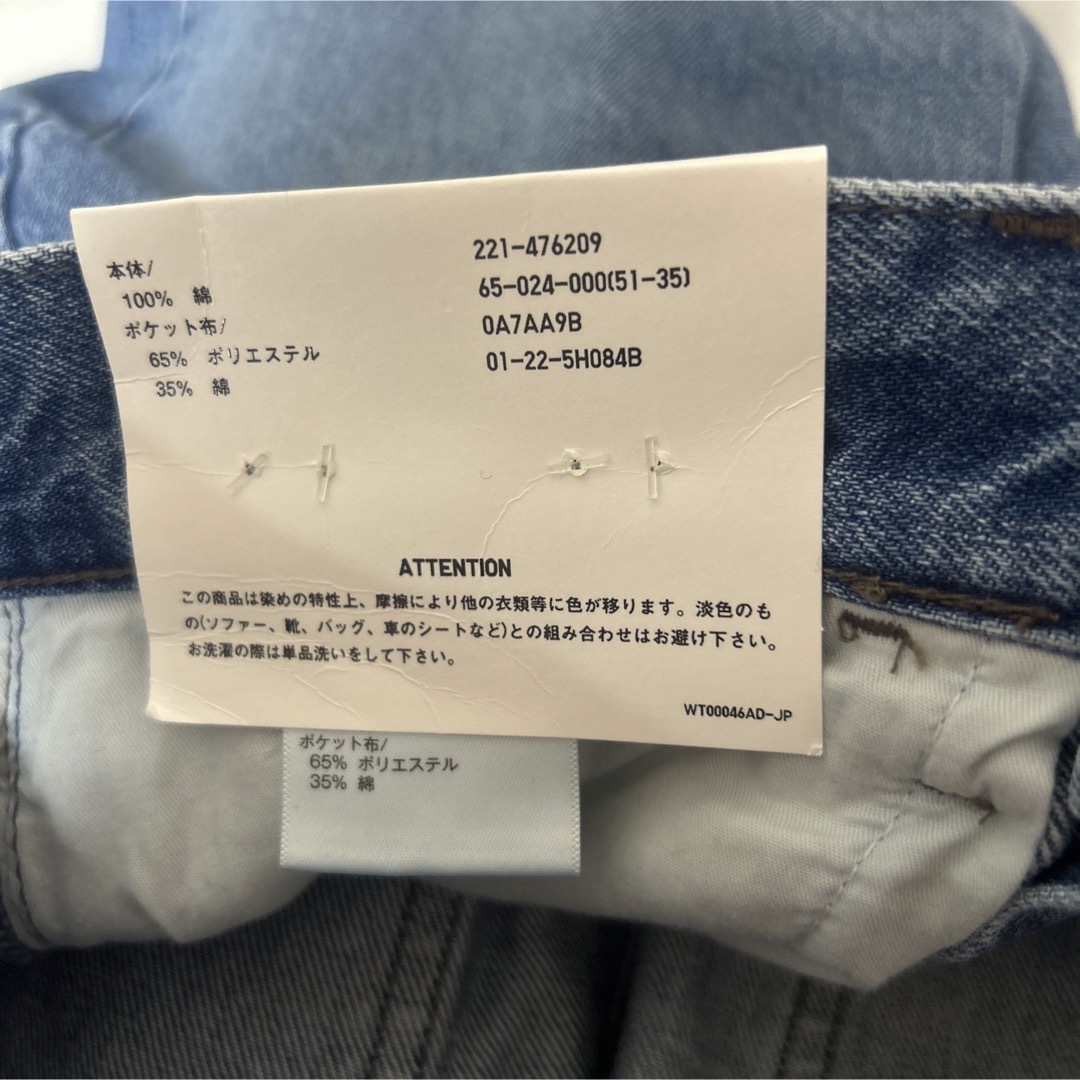 本体/
100% 綿
ポケット布/
65% ポリエステル
35% 綿
221-476209
65-024-000(51-35)
0A7AA9B
01-22-5H084B
ATTENTION
この商品は染めの特性上、摩擦により他の衣類等に色が移ります。淡色のも
の(ソファー、靴、バッグ、車のシートなど)との組み合わせはお避け下さい。
お洗濯の際は単品洗いをして下さい。
WT00046AD-JP
ポケット布/
65% ポリエステル
35% 綿